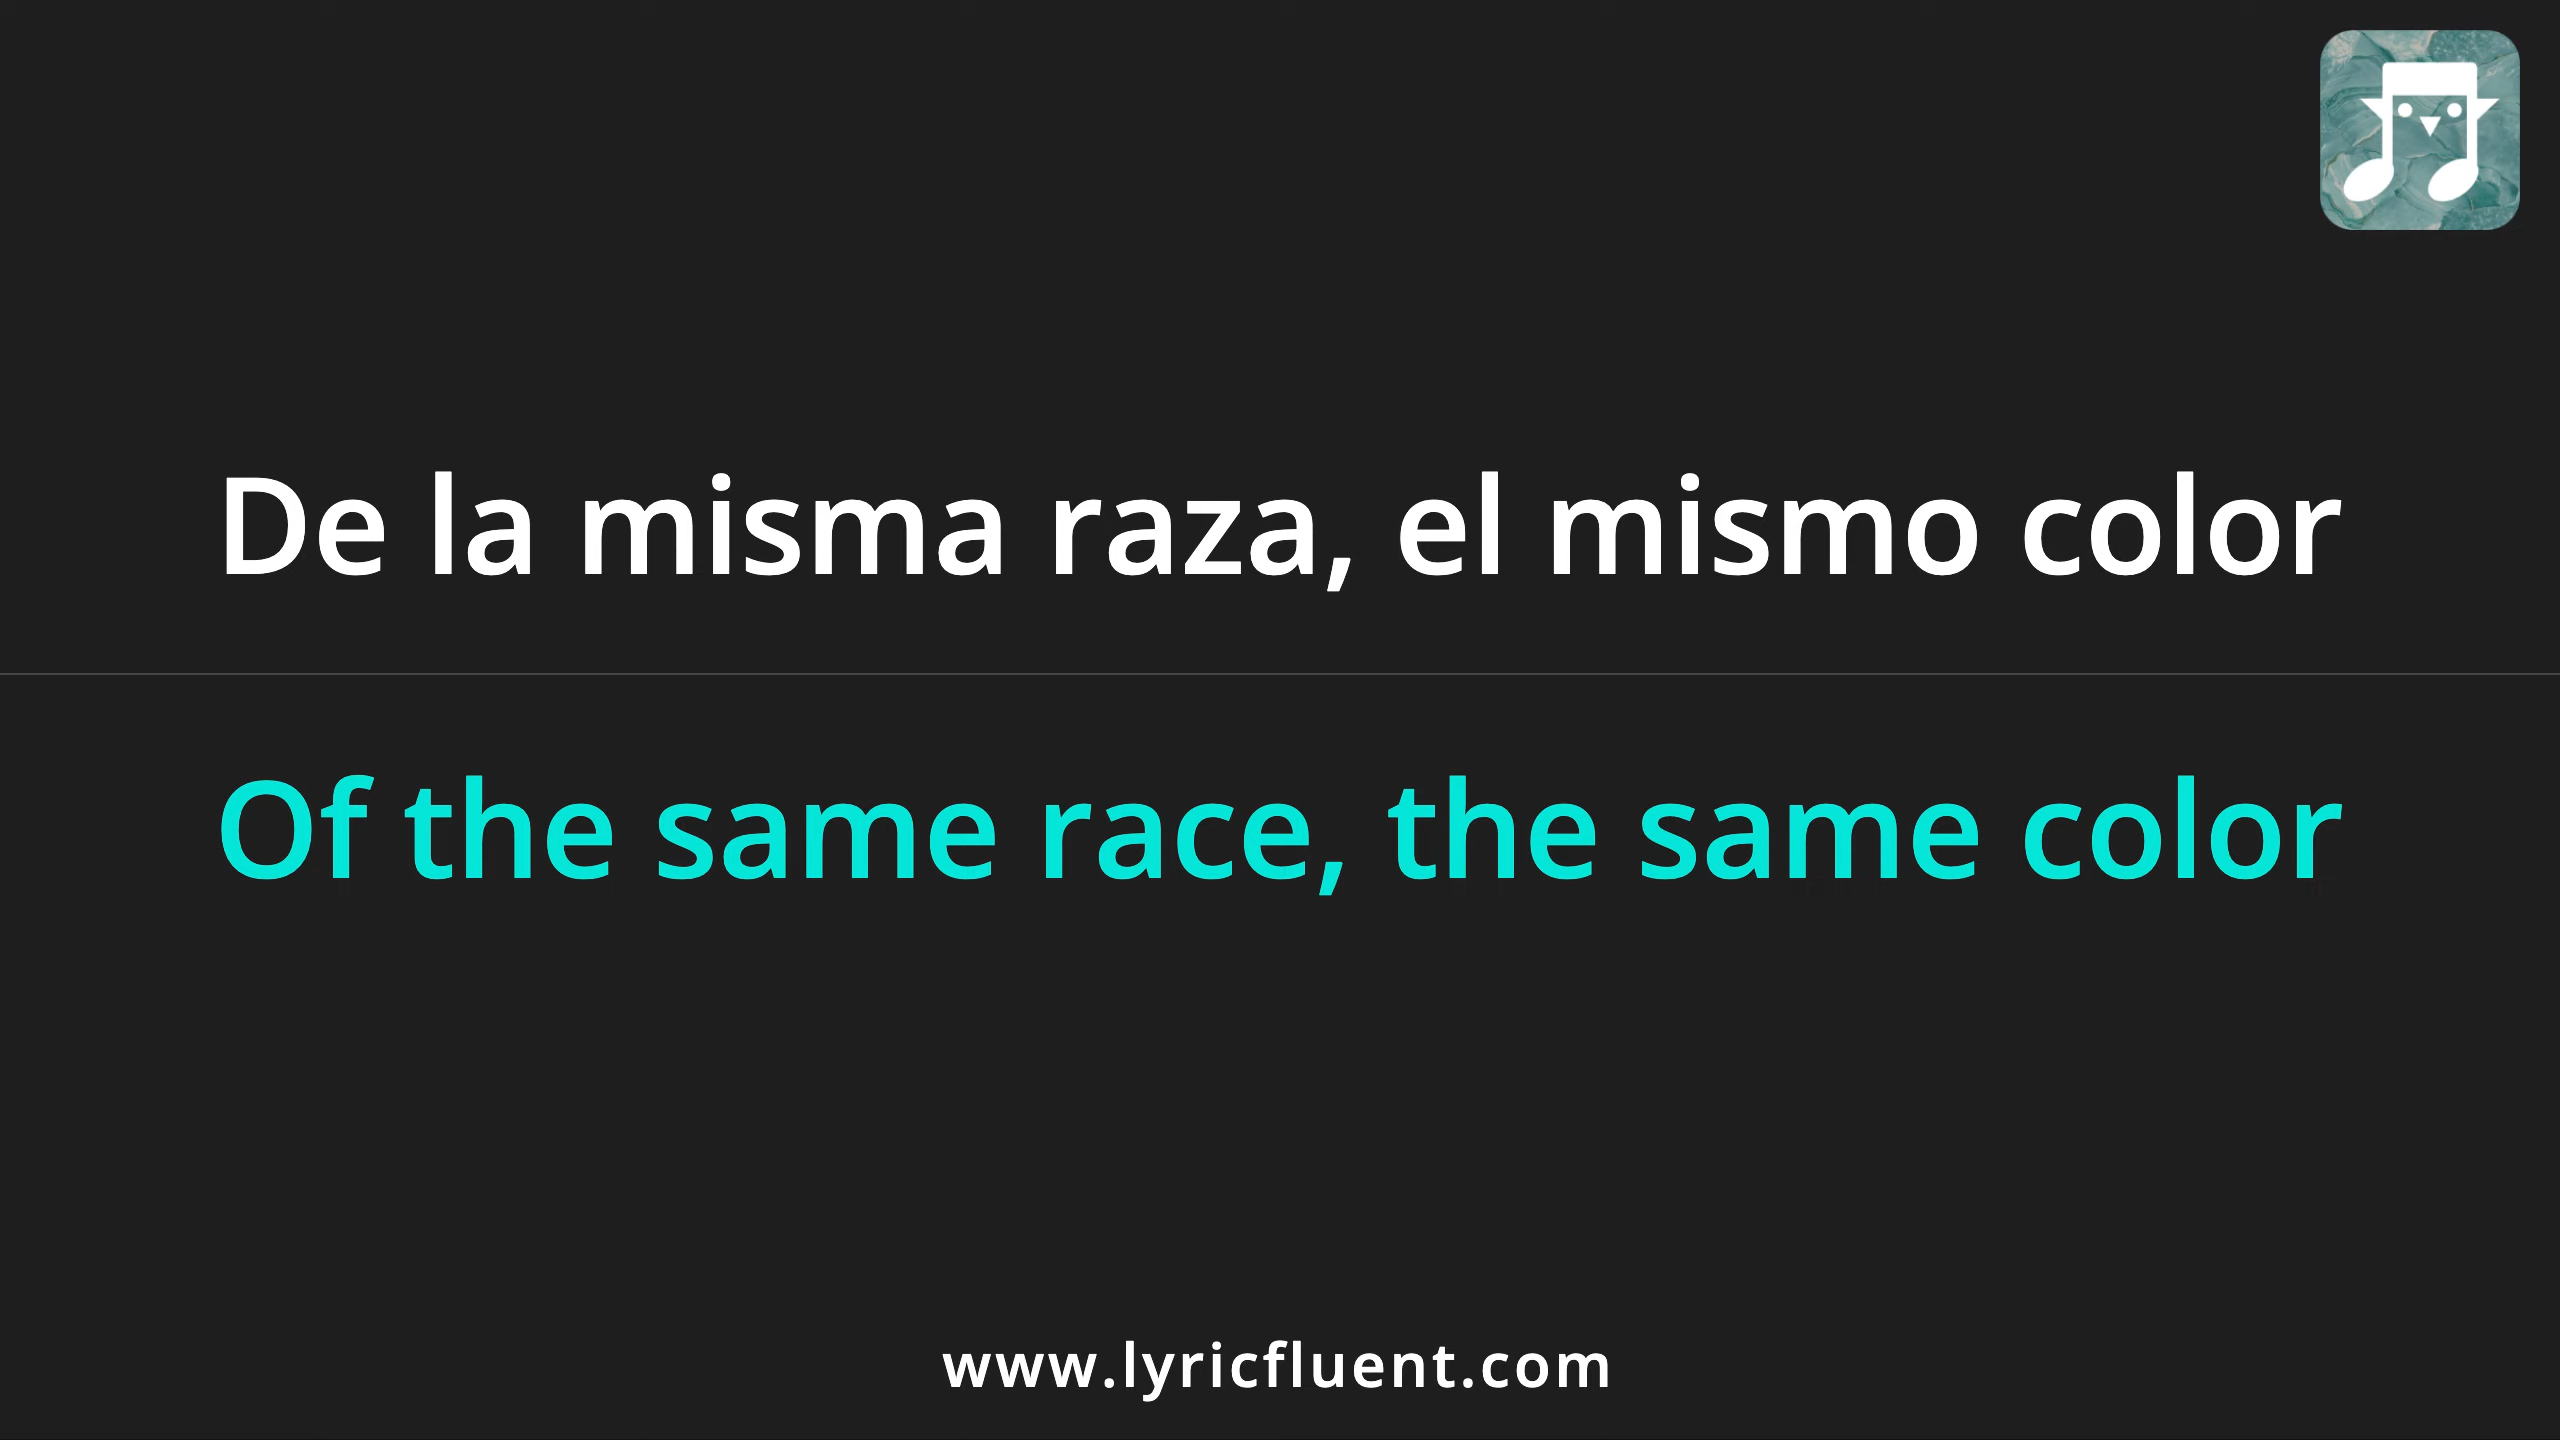 De la misma raza, el mismo color
Of the same race, the same color
www.lyricfluent.com